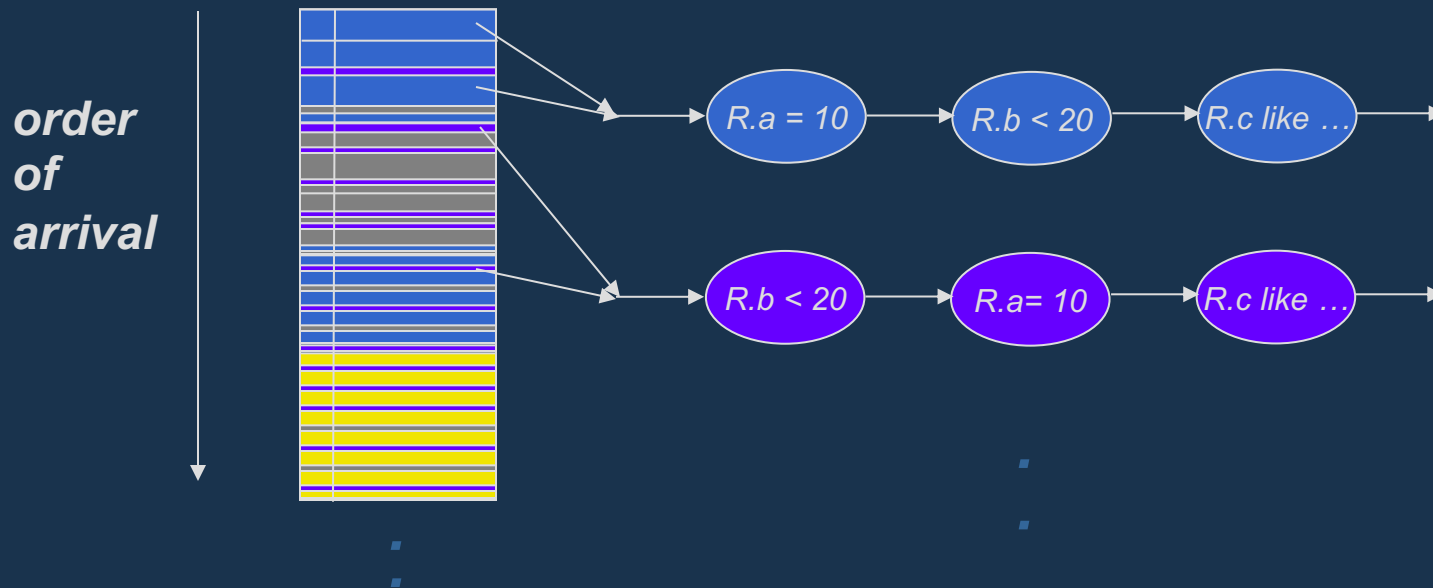 order
of
arrival
R.a = 10
R.b < 20
R.c like …
R.b < 20
R.a= 10
R.c like …